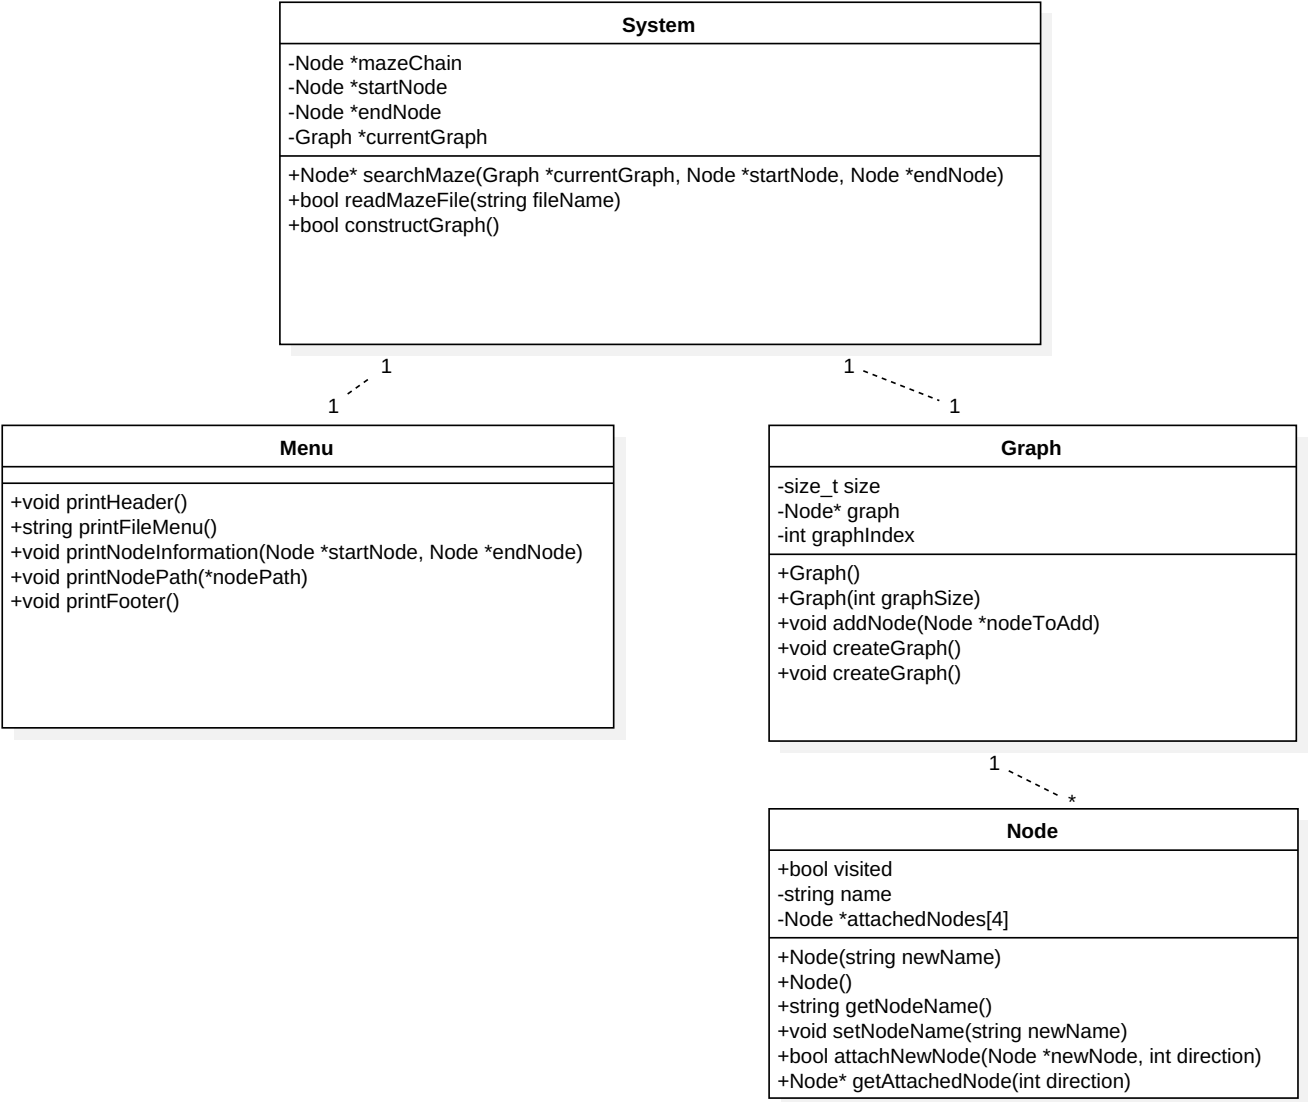 System
-Node *mazeChain
-Node *startNode
-Node *endNode
-Graph *currentGraph
+Node* searchMaze(Graph *currentGraph, Node *startNode, Node *endNode)
+bool readMazeFile(string fileName)
+bool constructGraph()
1
1
1
1
Menu
+void printHeader()
+string printFileMenu()
+void printNodeInformation(Node *startNode, Node *endNode)
+void printNodePath(*nodePath)
+void printFooter()
Graph
-size_t size
-Node* graph
-int graphIndex
+Graph()
+Graph(int graphSize)
+void addNode(Node *nodeToAdd)
+void createGraph()
+void createGraph()
1
*
Node
+bool visited
-string name
-Node *attachedNodes[4]
+Node(string newName)
+Node()
+string getNodeName()
+void setNodeName(string newName)
+bool attachNewNode(Node *newNode, int direction)
+Node* getAttachedNode(int direction)